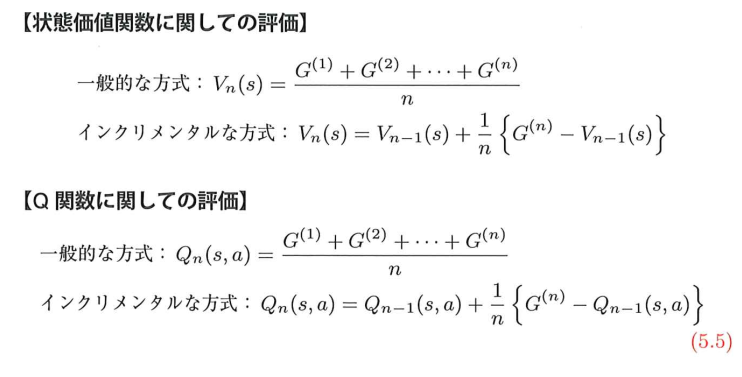 【状態価値関数に関しての評価】
一般的な方式：V_n(s) = \frac{G^{(1)} + G^{(2)} + \cdots + G^{(n)}}{n}
インクリメンタルな方式：V_n(s) = V_{n-1}(s) + \frac{1}{n} \left\{ G^{(n)} - V_{n-1}(s) \right\}
【Q 関数に関しての評価】
一般的な方式：Q_n(s, a) = \frac{G^{(1)} + G^{(2)} + \cdots + G^{(n)}}{n}
インクリメンタルな方式：Q_n(s, a) = Q_{n-1}(s, a) + \frac{1}{n} \left\{ G^{(n)} - Q_{n-1}(s, a) \right\}
(5.5)